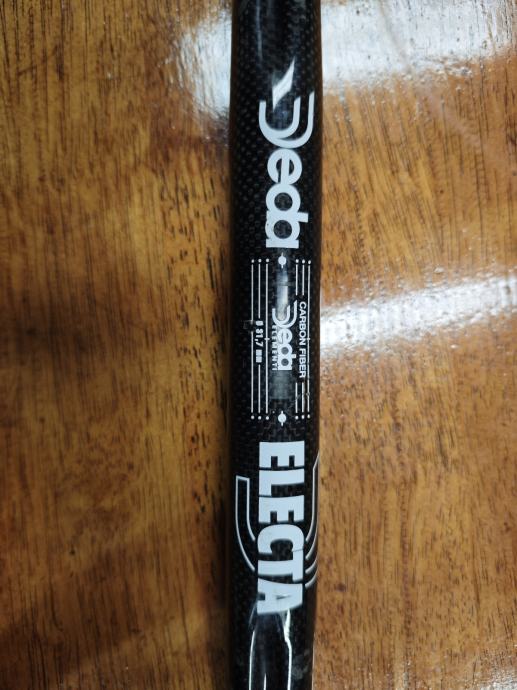 Deda
CARBON FIBER
Deda
ELEMENTI
Ø 31,7 mm
ELECTA